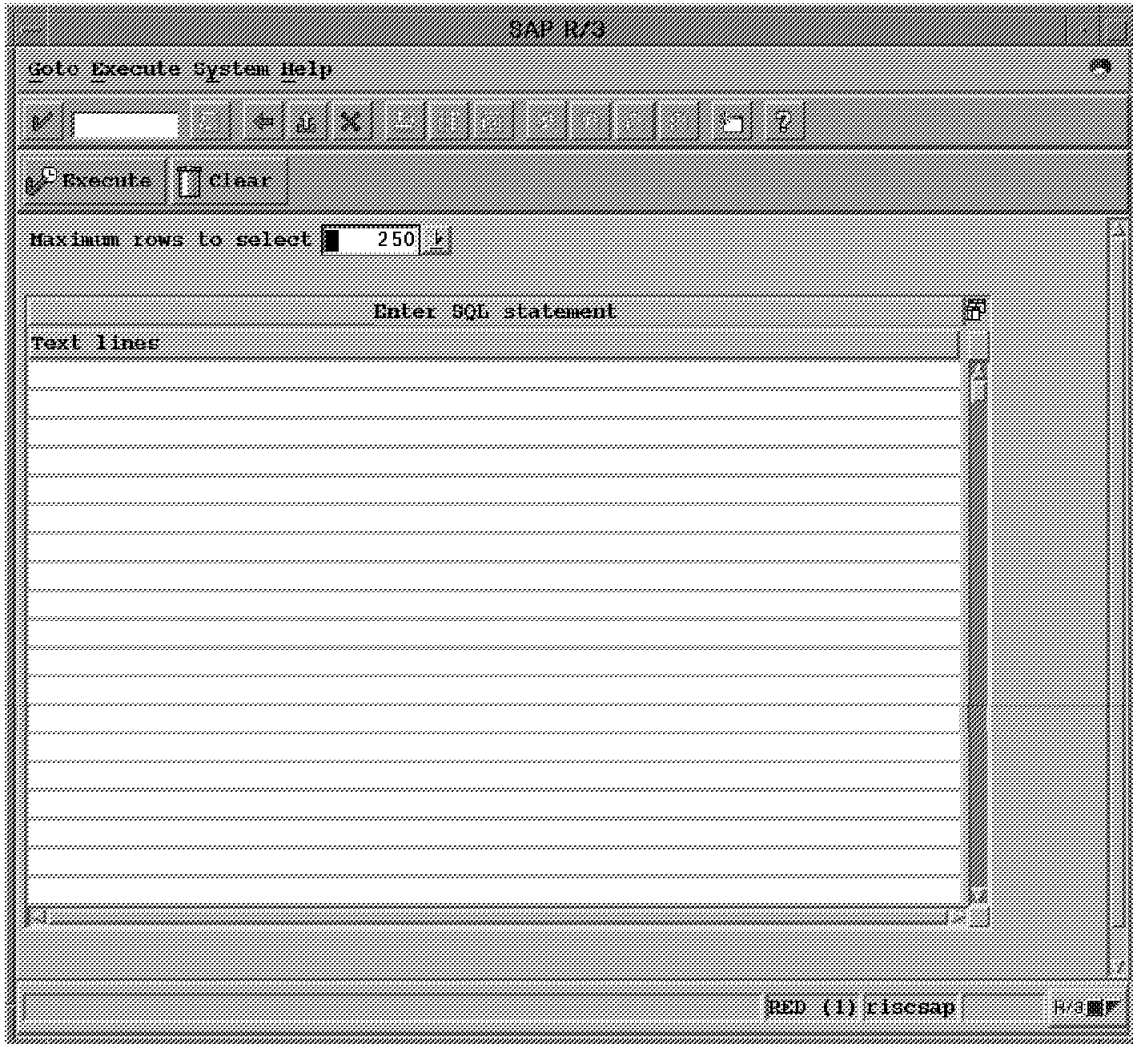 SAP R/3
Goto Execute System Help
Execute Clear
Maximum rows to select 250
Enter SQL statement
Text lines
RED (1) riscsap R/3